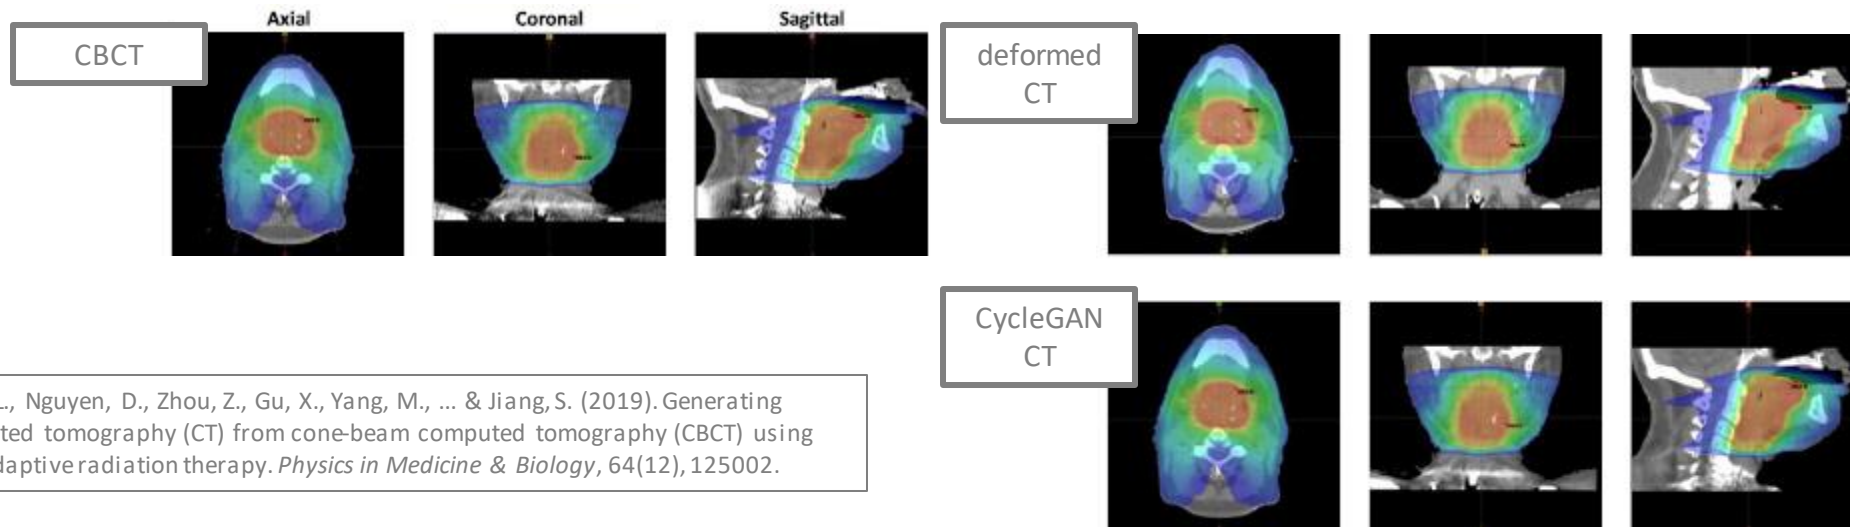 Axial
Coronal
Sagittal
CBCT
deformed
CT
CycleGAN
CT
., Nguyen, D., Zhou, Z., Gu, X., Yang, M., ... & Jiang, S. (2019). Generating
ted tomography (CT) from cone-beam computed tomography (CBCT) using
daptive radiation therapy. Physics in Medicine & Biology, 64(12), 125002.